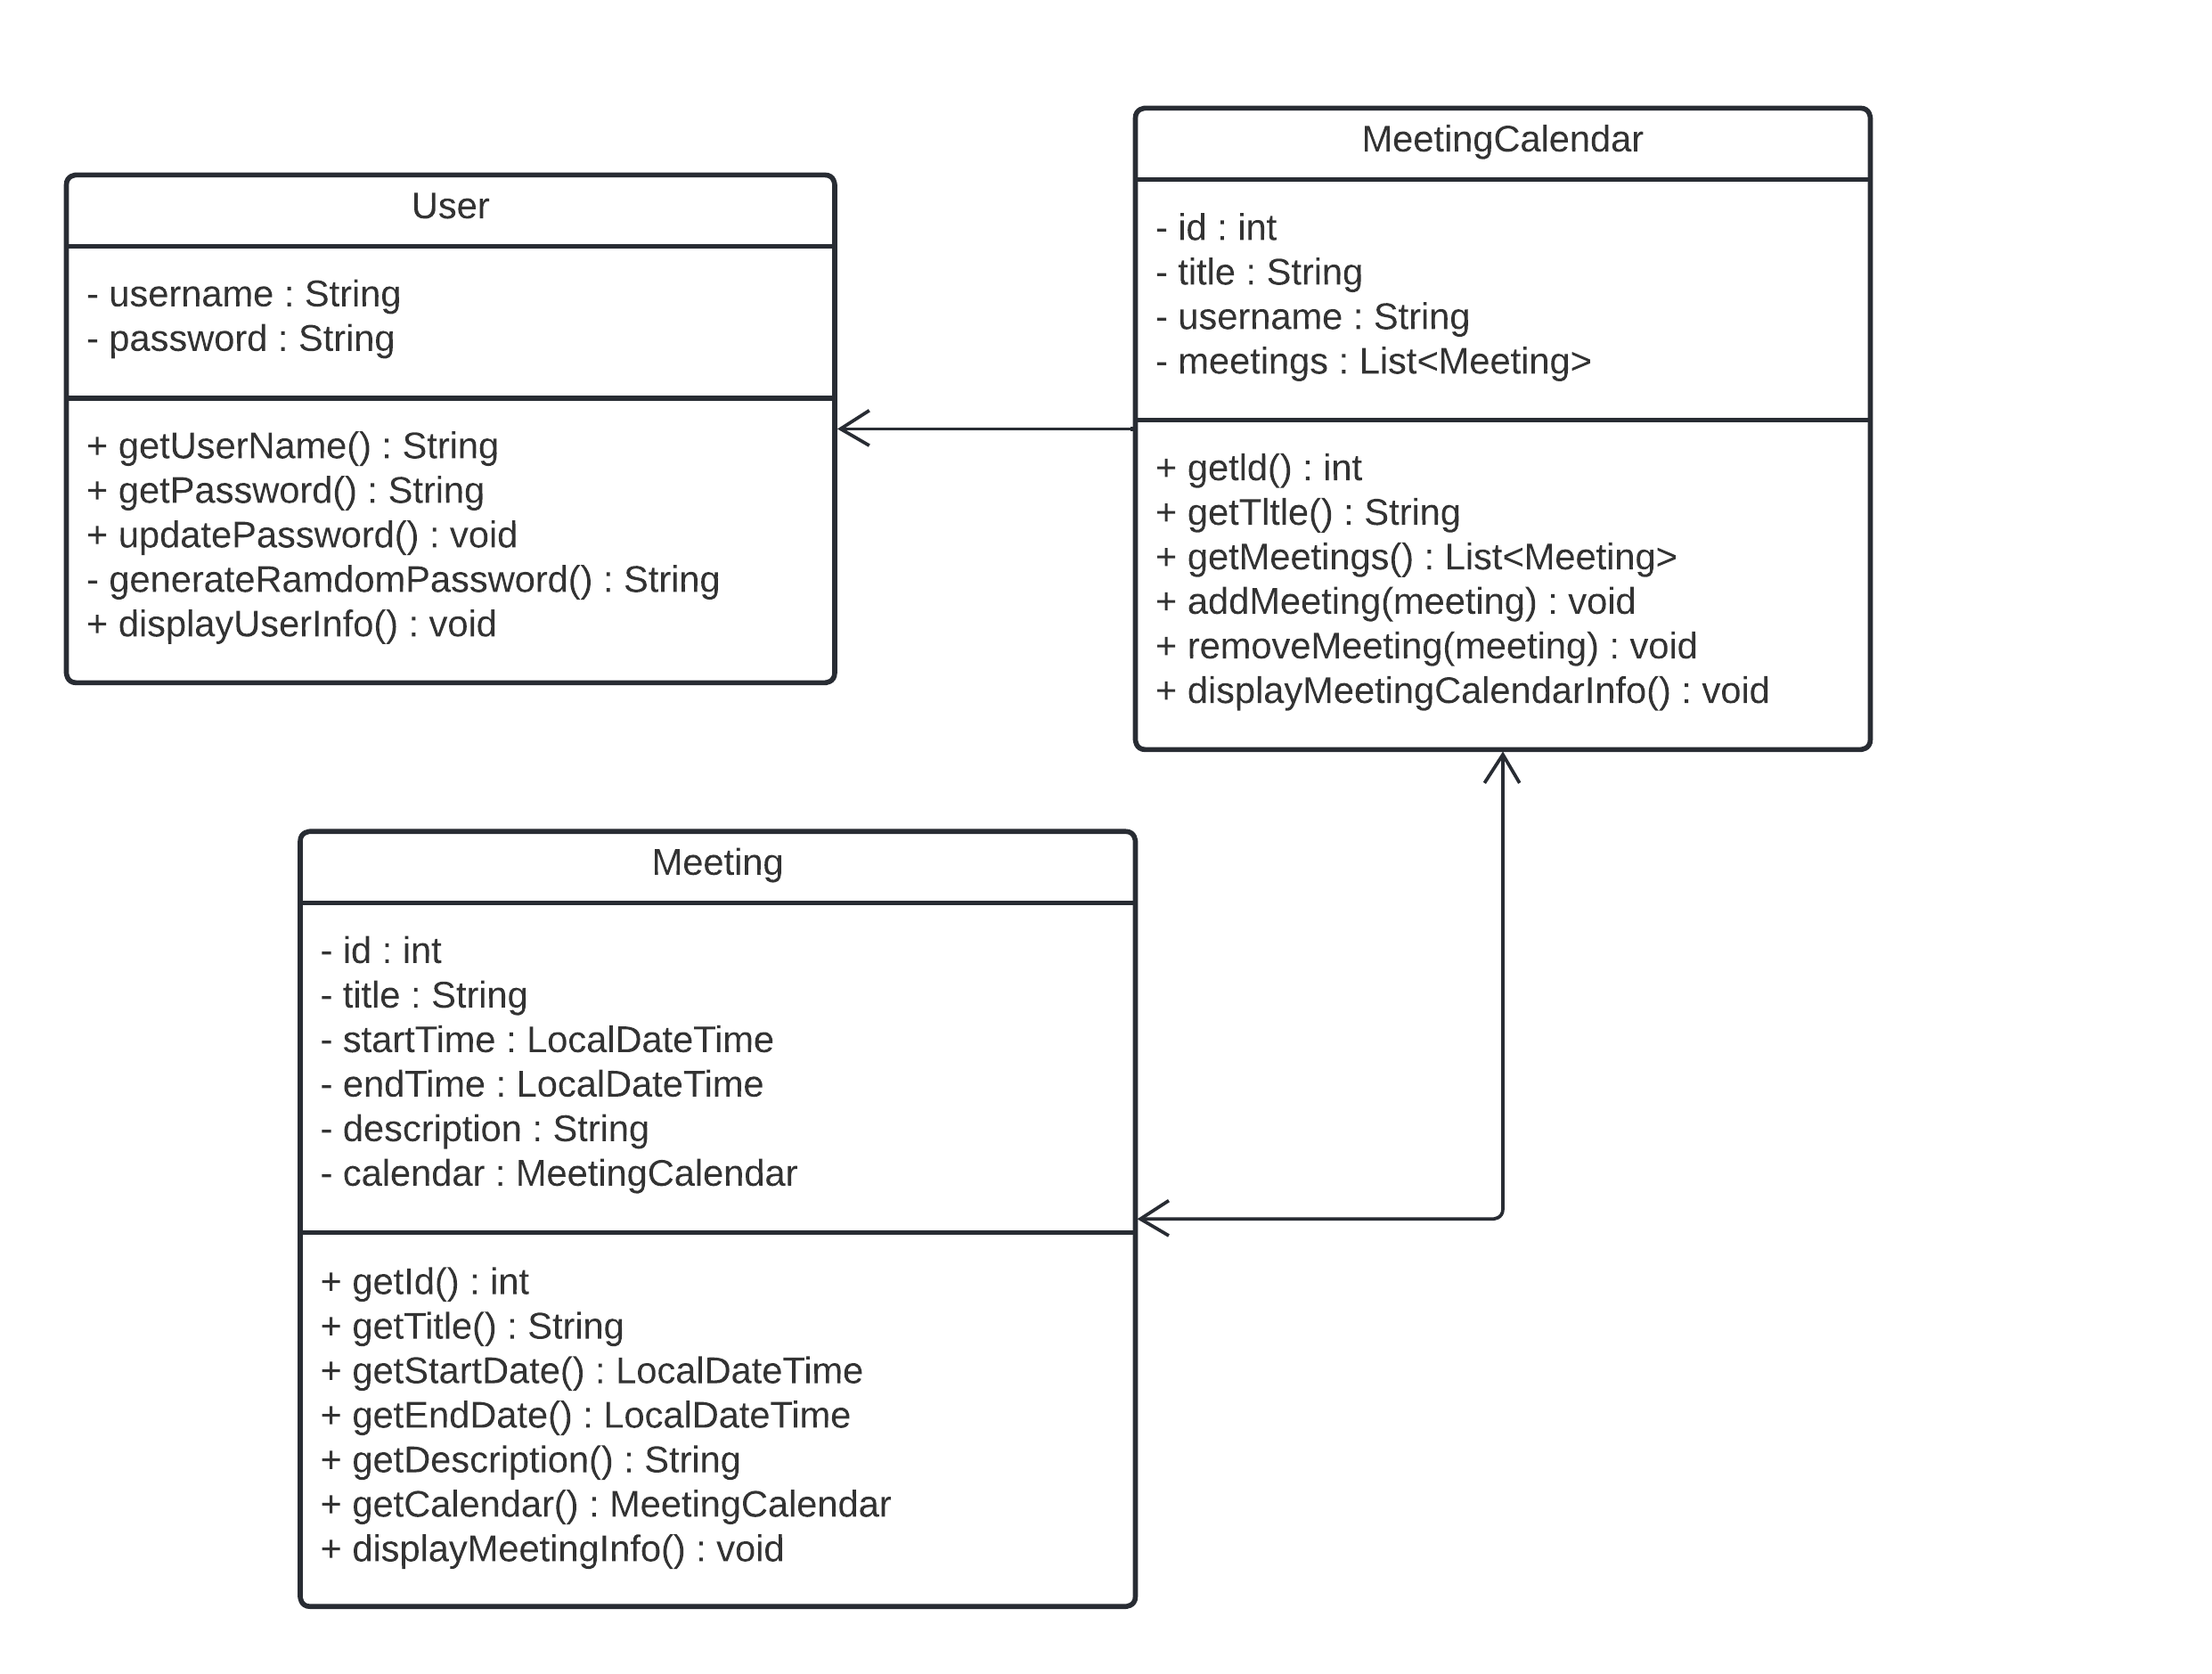 User
- username : String
- password : String
+ getUserName() : String
+ getPassword() : String
+ updatePassword() : void
- generateRamdomPassword() : String
+ displayUserInfo() : void
MeetingCalendar
- id : int
- title : String
- username : String
- meetings : List<Meeting>
+ getId() : int
+ getTltle() : String
+ getMeetings() : List<Meeting>
+ addMeeting(meeting) : void
+ removeMeeting(meeting) : void
+ displayMeetingCalendarInfo() : void
Meeting
- id : int
- title : String
- startTime : LocalDateTime
- endTime : LocalDateTime
- description : String
- calendar : MeetingCalendar
+ getId() : int
+ getTitle() : String
+ getStartDate() : LocalDateTime
+ getEndDate() : LocalDateTime
+ getDescription() : String
+ getCalendar() : MeetingCalendar
+ displayMeetingInfo() : void